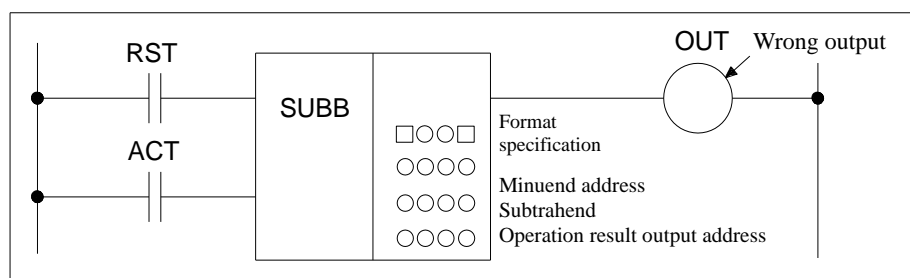 RST
ACT
SUBB
OUT
Wrong output
Format
specification
Minuend address
Subtrahend
Operation result output address